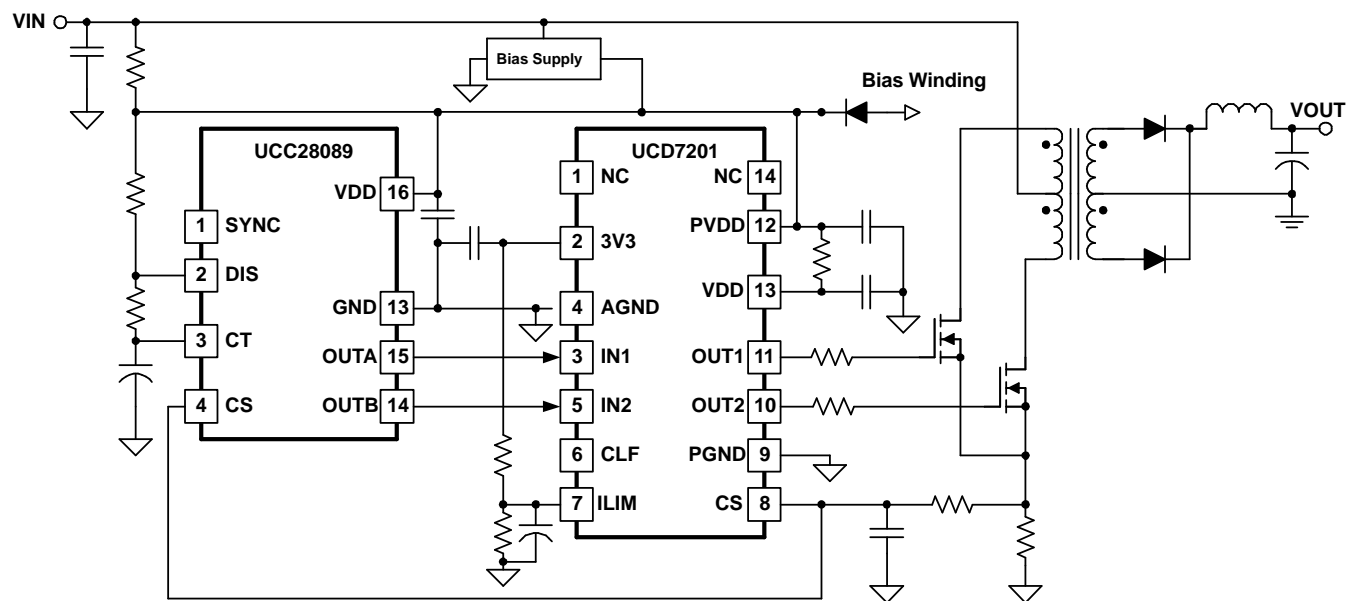 VIN
Bias Supply
Bias Winding
VOUT
UCC28089
VDD 16
1 SYNC
2 DIS
GND 13
3 CT
OUTA 15
4 CS
OUTB 14
UCD7201
1 NC
NC 14
2 3V3
PVDD 12
4 AGND
VDD 13
3 IN1
OUT1 11
5 IN2
OUT2 10
6 CLF
PGND 9
7 ILIM
CS 8